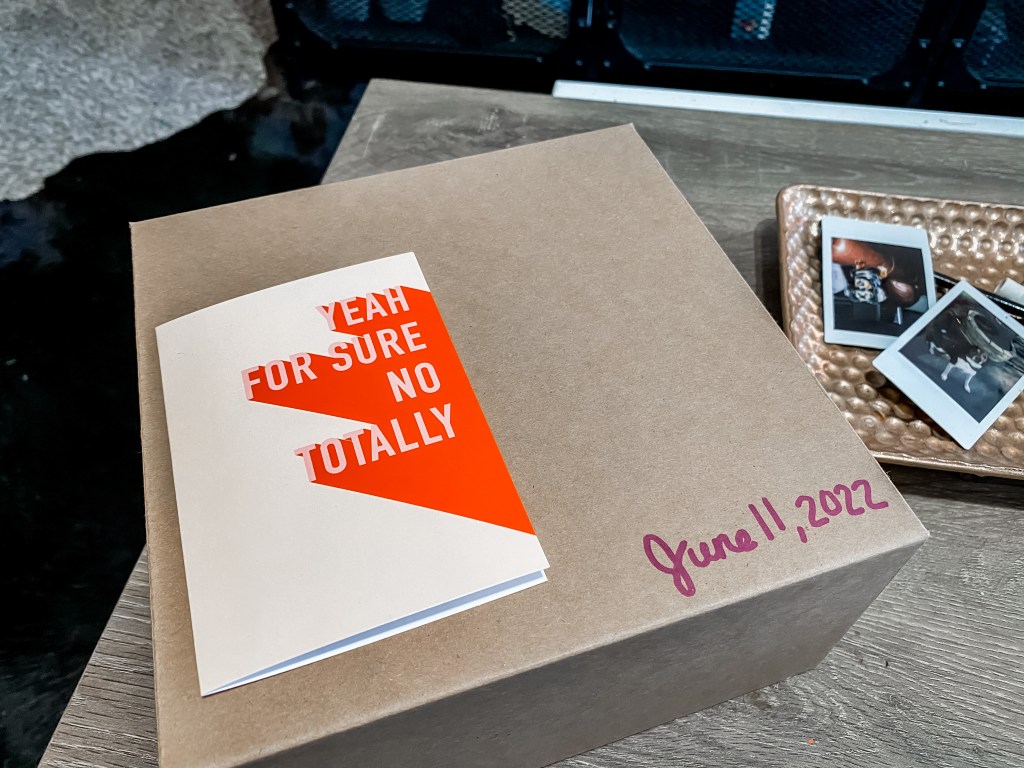 YEAH
FOR SURE
NO
TOTALLY
June 11, 2022